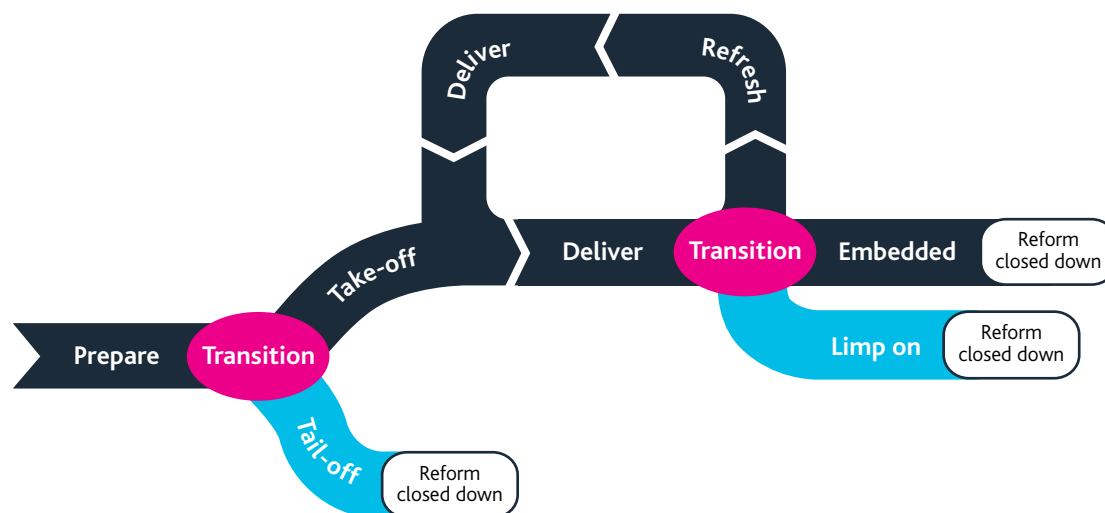 Deliver
Refresh
Take-off
Deliver
Transition
Embedded
Reform
closed down
Prepare
Transition
Limp on
Reform
closed down
Tail-off
Reform
closed down